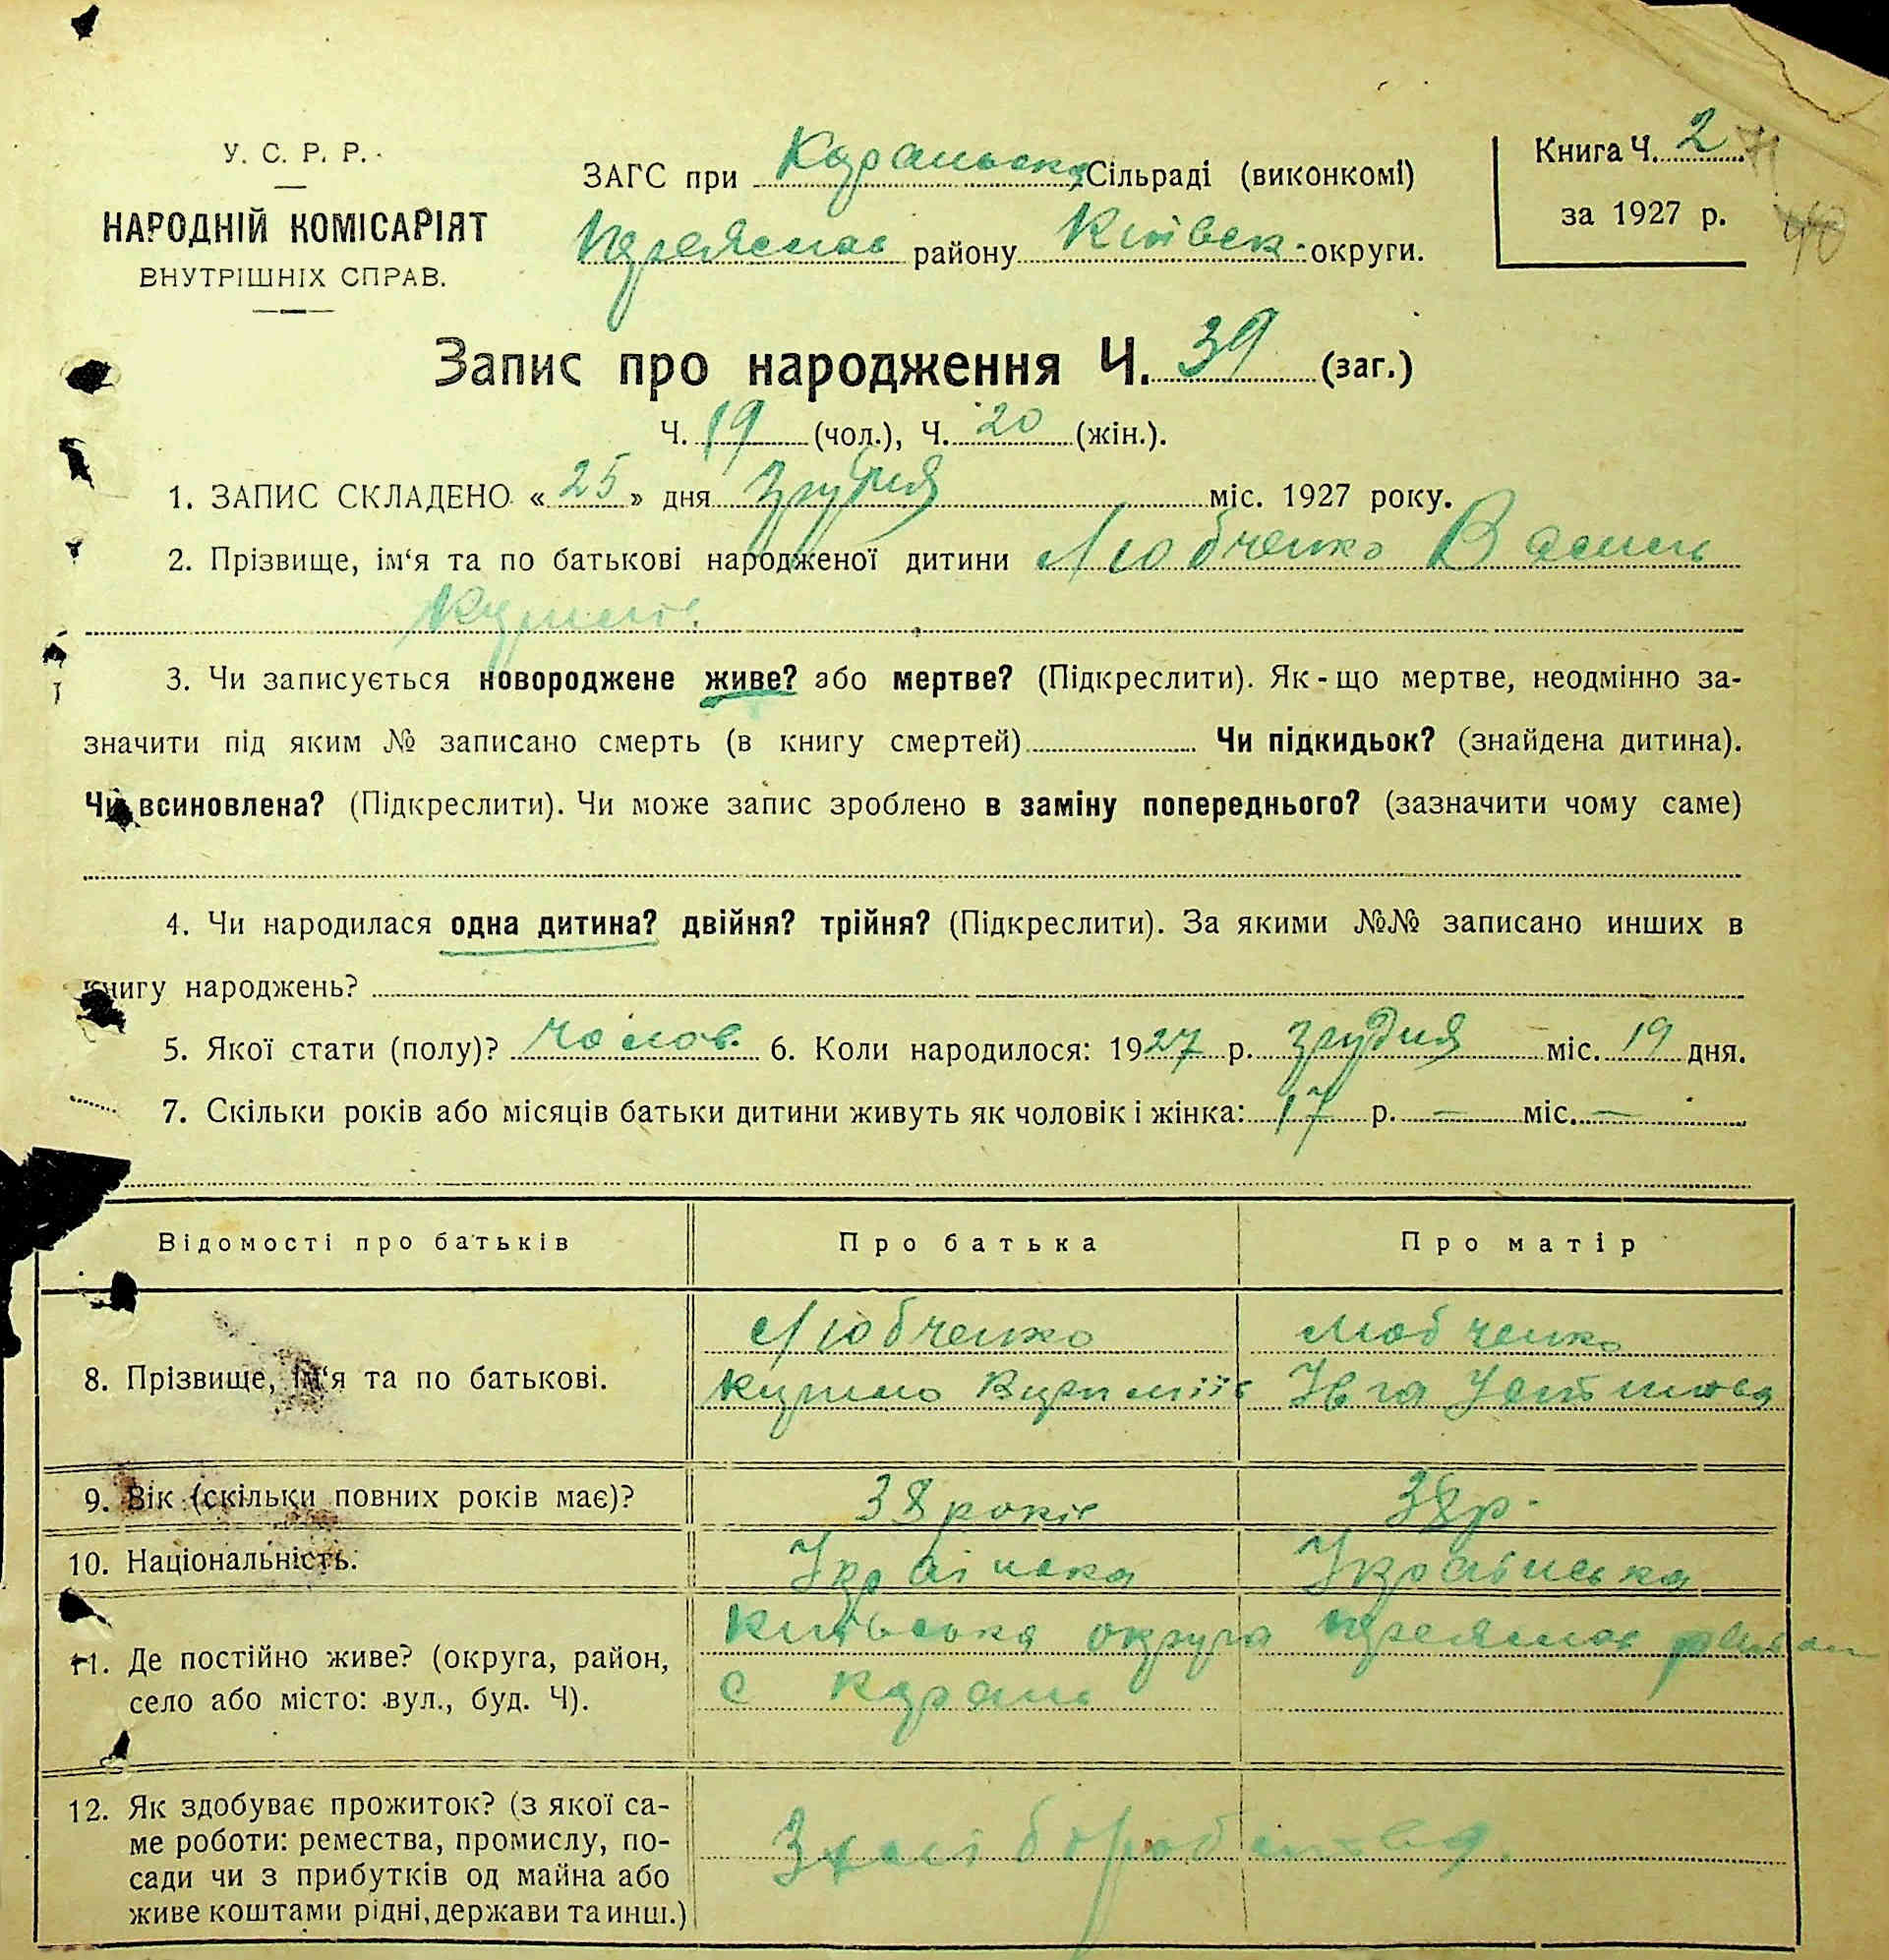 У. С. Р. Р.
НАРОДНІЙ КОМІСАРІЯТ
ВНУТРІШНІХ СПРАВ.
ЗАГС при Каранська Сільраді (виконкомі)
Переяслав району Київськ. округи.
Книга Ч. 2
за 1927 р.
Запис про народження Ч. 39 (заг.)
Ч. 19 (чол.), Ч. 20 (жін.).
1. ЗАПИС СКЛАДЕНО «25» дня Грудня міс. 1927 року.
2. Прізвище, ім‘я та по батькові народженої дитини Любченко Василь
3. Чи записується новороджене живе? або мертве? (Підкреслити). Як-що мертве, неодмінно за-
значити під яким № записано смерть (в книгу смертей) Чи підкидьок? (знайдена дитина).
Чи всиновлена? (Підкреслити). Чи може запис зроблено в заміну попереднього? (зазначити чому саме)
4. Чи народилася одна дитина? двійня? трійня? (Підкреслити). За якими №№ записано инших в
книгу народжень?
5. Якої стати (полу)? чолов. 6. Коли народилося: 1927 р. грудня міс. 19 дня.
7. Скільки років або місяців батьки дитини живуть як чоловік і жінка: 17 р. — міс. —
Відомості про батьків
Про батька
Про матір
8. Прізвище, ім‘я та по батькові.
Любченко
Любченко
Івга Устимова
9. Вік (скільки повних років має)?
38 років
38 р.
10. Національність.
Українська
Українська
11. Де постійно живе? (округа, район,
село або місто: вул., буд. Ч).
Київська округа Переяслав район
с Карань
12. Як здобуває прожиток? (з якої са-
ме роботи: ремества, промислу, по-
сади чи з прибутків од майна або
живе коштами рідні, держави та инш.)
З хліборобства.